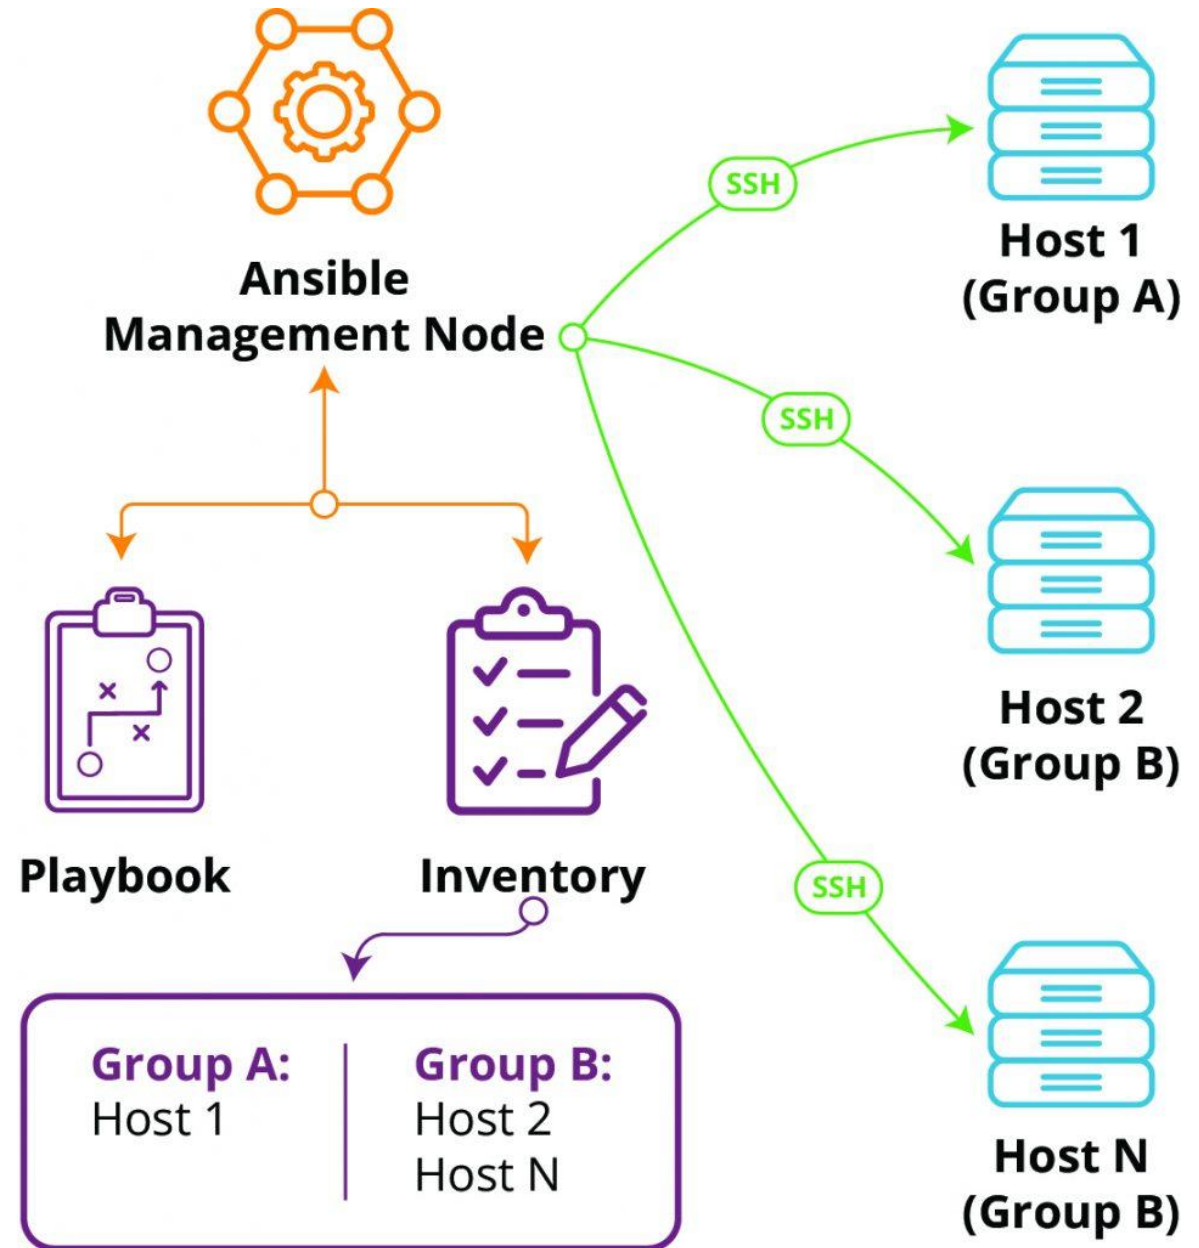 Ansible
Management Node
SSH
Host 1
(Group A)
SSH
Host 2
(Group B)
Playbook
Inventory
SSH
Host N
(Group B)
Group A:
Host 1
Group B:
Host 2
Host N